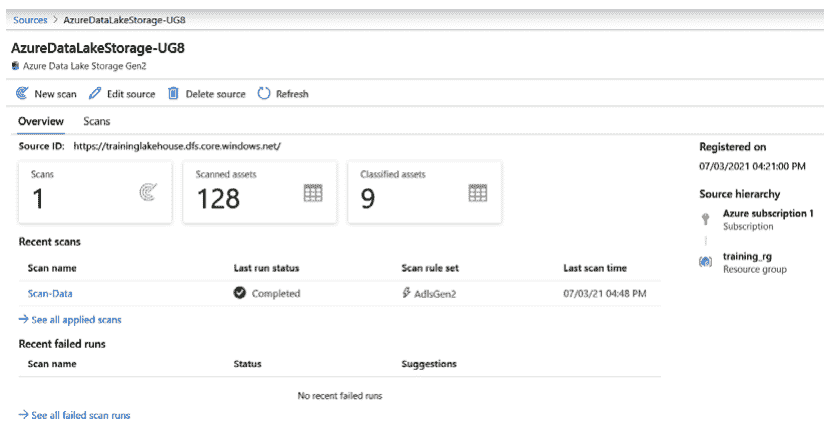 Sources > AzureDataLakeStorage-UG8
AzureDataLakeStorage-UG8
Azure Data Lake Storage Gen2
New scan Edit source Delete source Refresh
Overview Scans
Source ID: https://traininglakehouse.dfs.core.windows.net/
Scans
1
Scanned assets
128
Classified assets
9
Registered on
07/03/2021 04:21:00 PM
Source hierarchy
Azure subscription 1
Subscription
training_rg
Resource group
Recent scans
Scan name Last run status Scan rule set Last scan time
Scan-Data Completed AdlsGen2 07/03/21 04:48 PM
See all applied scans
Recent failed runs
Scan name Status Suggestions
No recent failed runs
See all failed scan runs